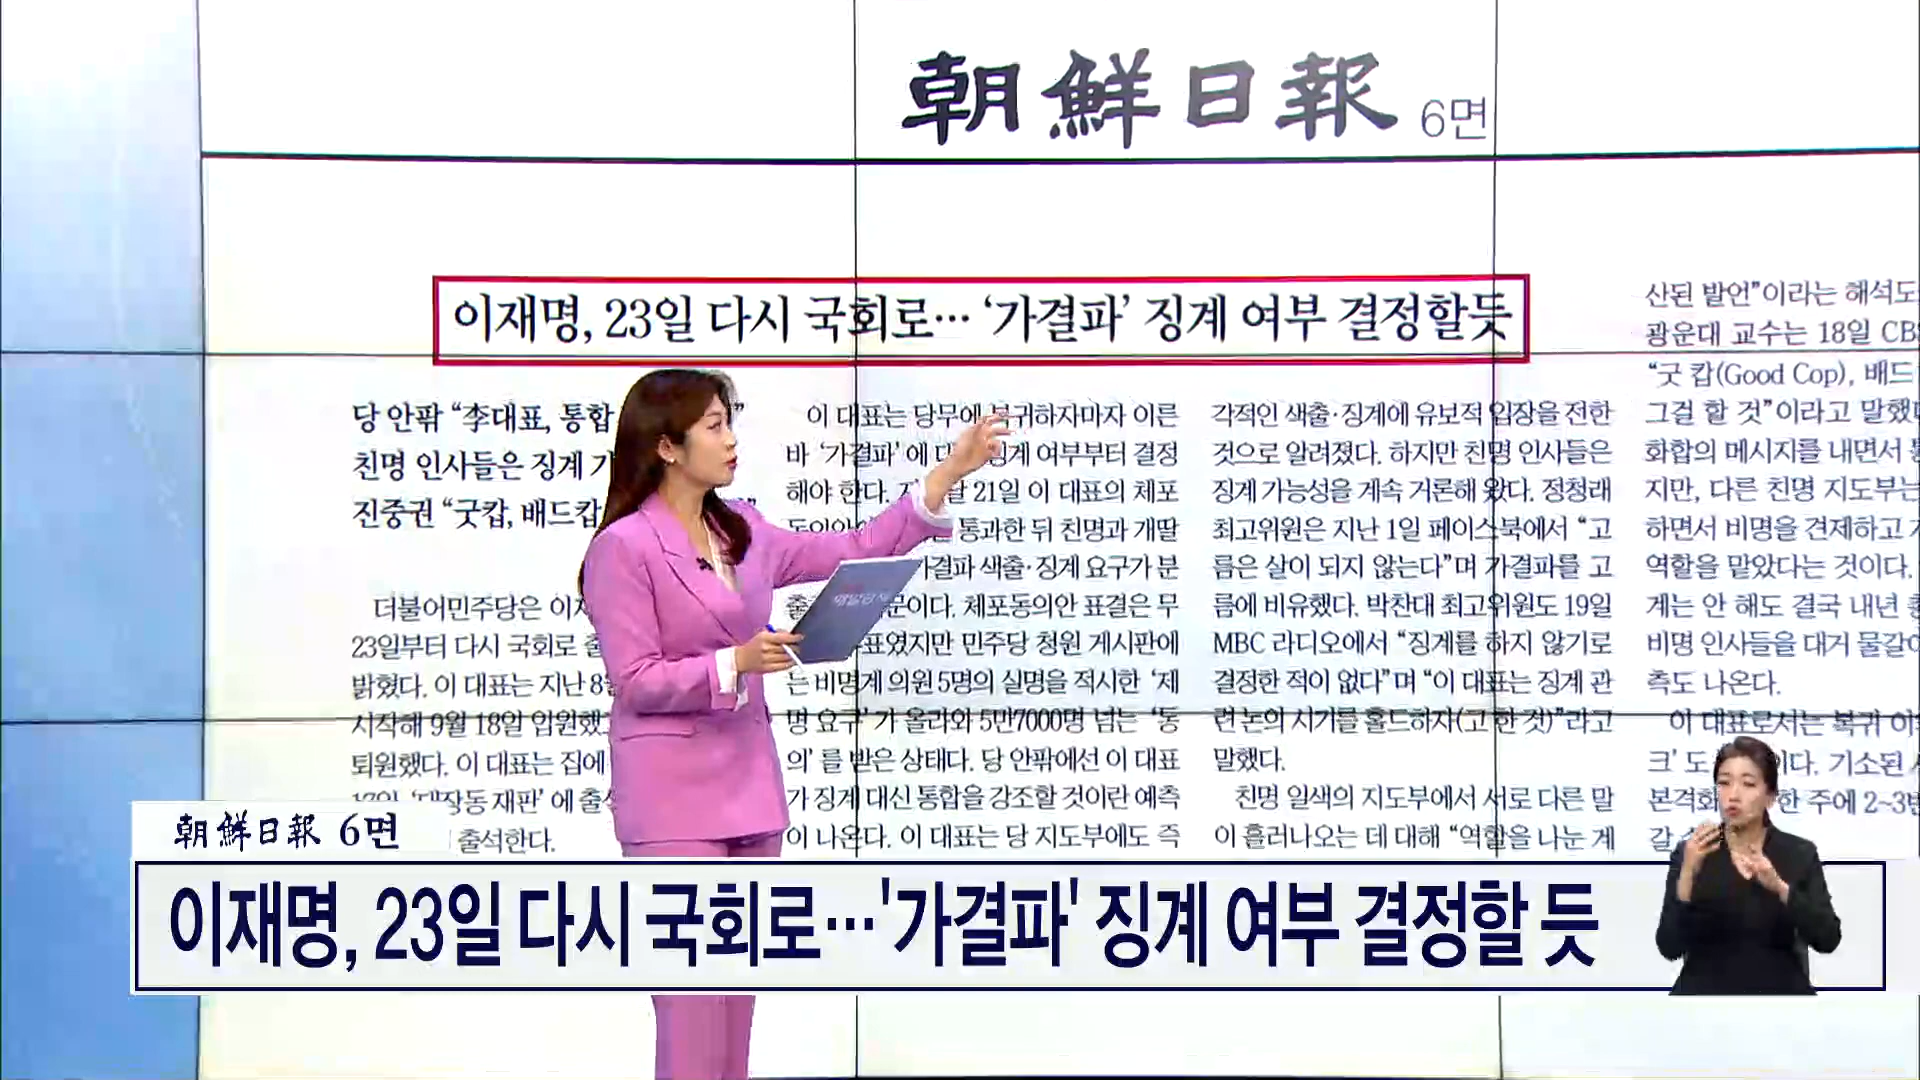 朝鮮日報 6면
이재명, 23일 다시 국회로… ‘가결파’ 징계 여부 결정할듯
당 안팎 “李대표, 통합
친명 인사들은 징계
진중권 “굿캅, 배드캅
더불어민주당은
23일부터 다시 국회로
밝혔다. 이 대표는 지난
시작해 9월 18일
퇴원했다. 이 대표는 집에
출석한다.
이 대표는 당무에 복귀하자마자 이른
바 ‘가결파’에 징계 여부부터 결정
해야 한다. 21일 이 대표의 체포
통과한 뒤 친명과 개딸
가결파 색출·징계 요구가 분
때문이다. 체포동의안 표결은 무
민주당 청원 게시판에
는 비명계 의원 5명의 실명을 적시한 ‘제
명 요구’가 올라와 5만7000명 넘는 ‘동
의’를 받은 상태다. 당 안팎에선 이 대표
가 징계 대신 통합을 강조할 것이란 예측
이 나온다. 이 대표는 당 지도부에도 즉
각적인 색출·징계에 유보적 입장을 전한
것으로 알려졌다. 하지만 친명 인사들은
징계 가능성을 계속 거론해 왔다. 정청래
최고위원은 지난 1일 페이스북에서 “고
름은 살이 되지 않는다”며 가결파를 고
름에 비유했다. 박찬대 최고위원도 19일
MBC 라디오에서 “징계를 하지 않기로
결정한 적이 없다”며 “이 대표는 징계 관
련 논의 시기를 홀드하자(고 한 것)”라고
말했다.
친명 일색의 지도부에서 서로 다른 말
이 흘러나오는 데 대해 “역할을 나눈 계
산된 발언”이라는 해석도
광운대 교수는 18일
“굿 캅(Good Cop), 배드
그걸 할 것”이라고
화합의 메시지를 내면서
지만, 다른 친명 지도부는
하면서 비명을 견제하고
역할을 맡았다는 것이다.
계는 안 해도 결국 내년
비명 인사들을 대거
측도 나온다.
이 대표로서는 복귀
기소된
한 주에
朝鮮日報 6면
이재명, 23일 다시 국회로…'가결파' 징계 여부 결정할 듯